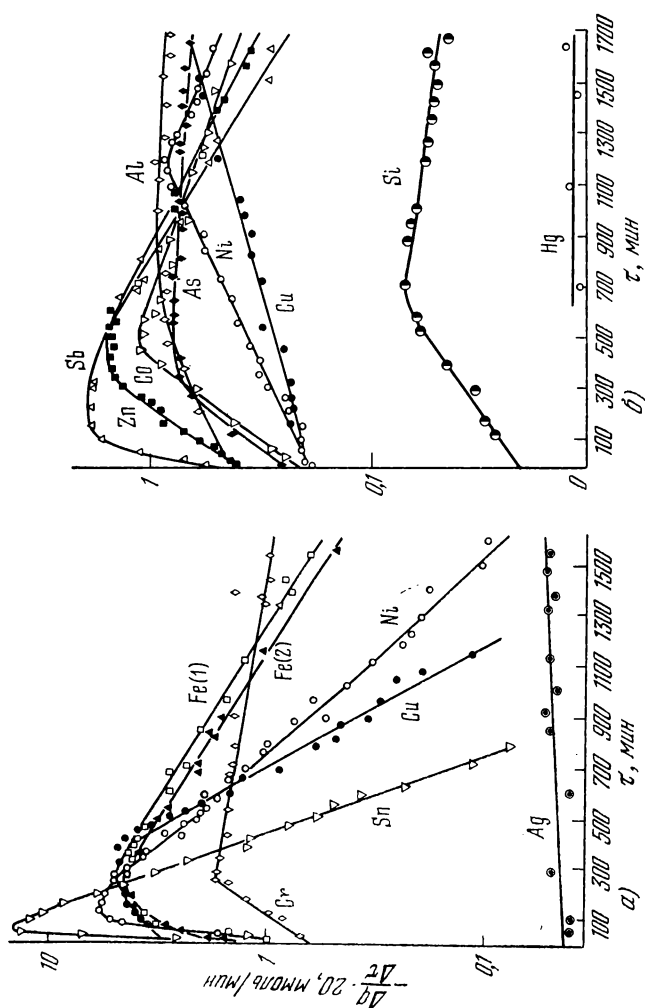 10
1
0,1
−Δq/Δτ · 20, ммоль/мин
Fe(1)
Fe(2)
Ni
Cu
Sn
Cr
Ag
100
300
500
700
900
1100
1300
1500
τ, мин
а)
1
0,1
0
Sb
Zn
Co
Al
As
Ni
Cu
Si
Hg
100
300
500
700
900
1100
1300
1500
1700
τ, мин
б)